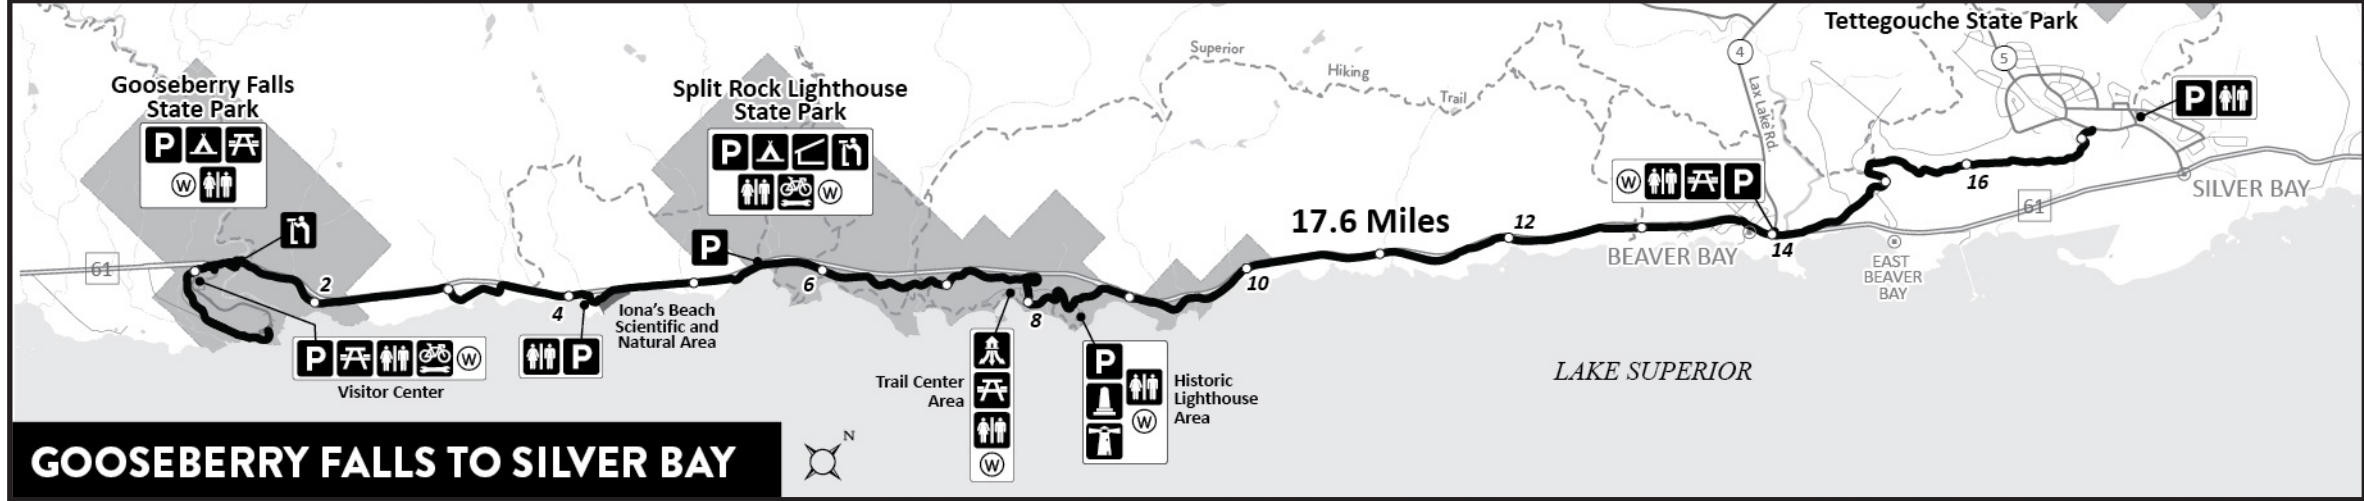 Tettegouche State Park
Superior
Hiking
Trail
4
Lax Lake Rd.
5
P
Gooseberry Falls
State Park
P
W
Split Rock Lighthouse
State Park
P
W
W
P
SILVER BAY
61
16
17.6 Miles
12
14
BEAVER BAY
EAST
BEAVER
BAY
61
2
P
6
10
4
8
Iona's Beach
Scientific and
Natural Area
P
W
Visitor Center
P
Trail Center
Area
W
P
W
Historic
Lighthouse
Area
LAKE SUPERIOR
GOOSEBERRY FALLS TO SILVER BAY
N